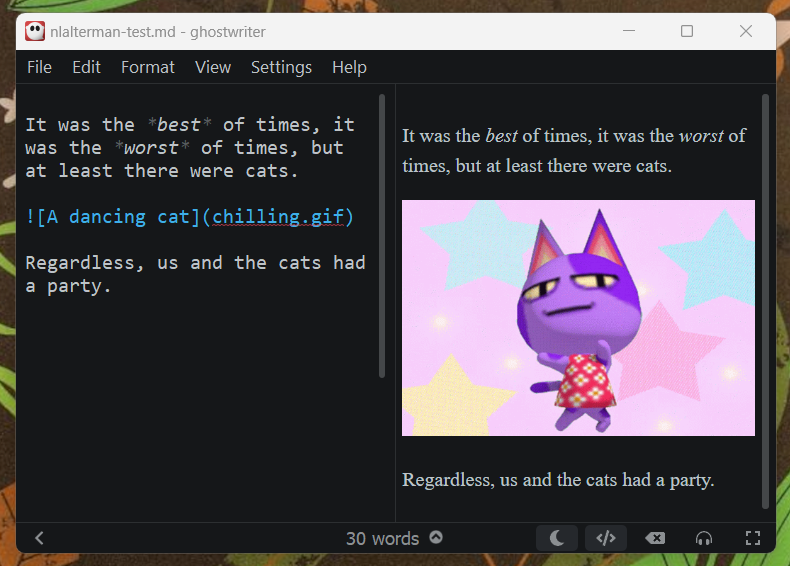 nlalterman-test.md - ghostwriter
File Edit Format View Settings Help
It was the *best* of times, it
was the *worst* of times, but
at least there were cats.
![A dancing cat](chilling.gif)
Regardless, us and the cats had
a party.
It was the best of times, it was the worst of
times, but at least there were cats.
Regardless, us and the cats had a party.
30 words